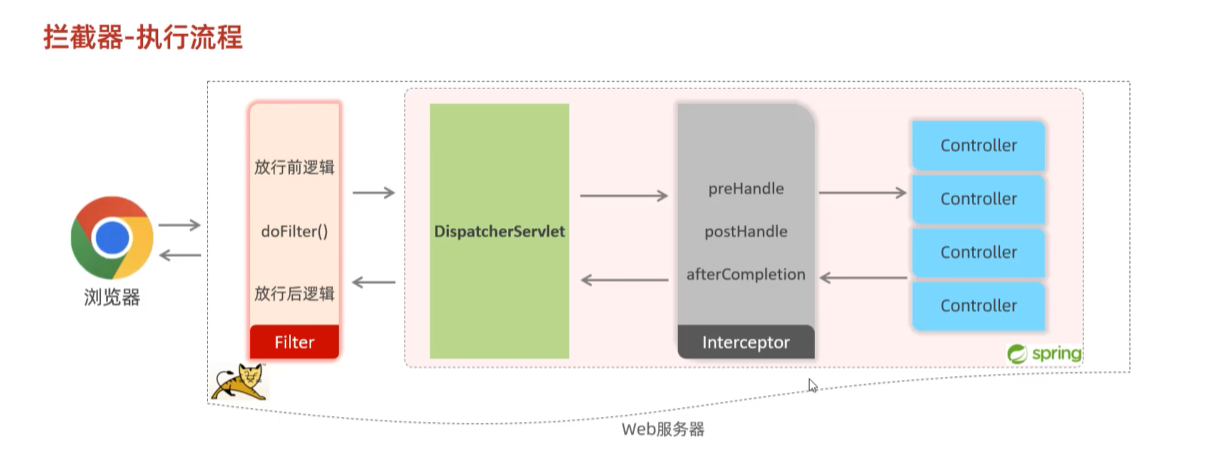 拦截器-执行流程
浏览器
放行前逻辑
doFilter()
放行后逻辑
Filter
DispatcherServlet
preHandle
postHandle
afterCompletion
Interceptor
Controller
Controller
Controller
Controller
spring
Web服务器